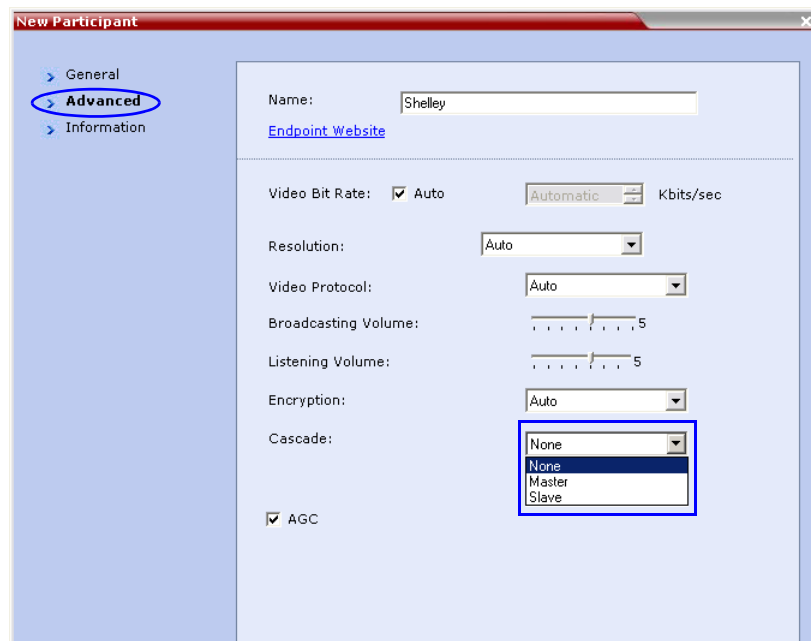 New Participant
General
Advanced
Information
Name: Shelley
Endpoint Website
Video Bit Rate: Auto Automatic Kbits/sec
Resolution: Auto
Video Protocol: Auto
Broadcasting Volume: 5
Listening Volume: 5
Encryption: Auto
Cascade: None
None
Master
Slave
AGC